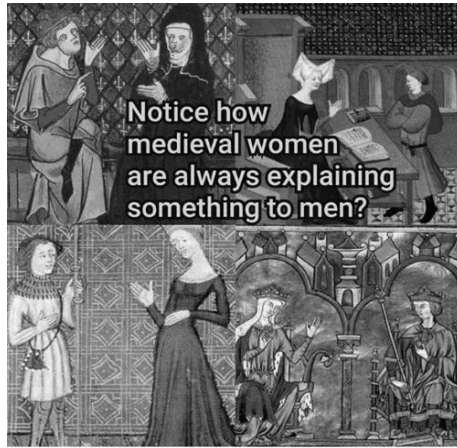 Notice how
medieval women
are always explaining
something to men?